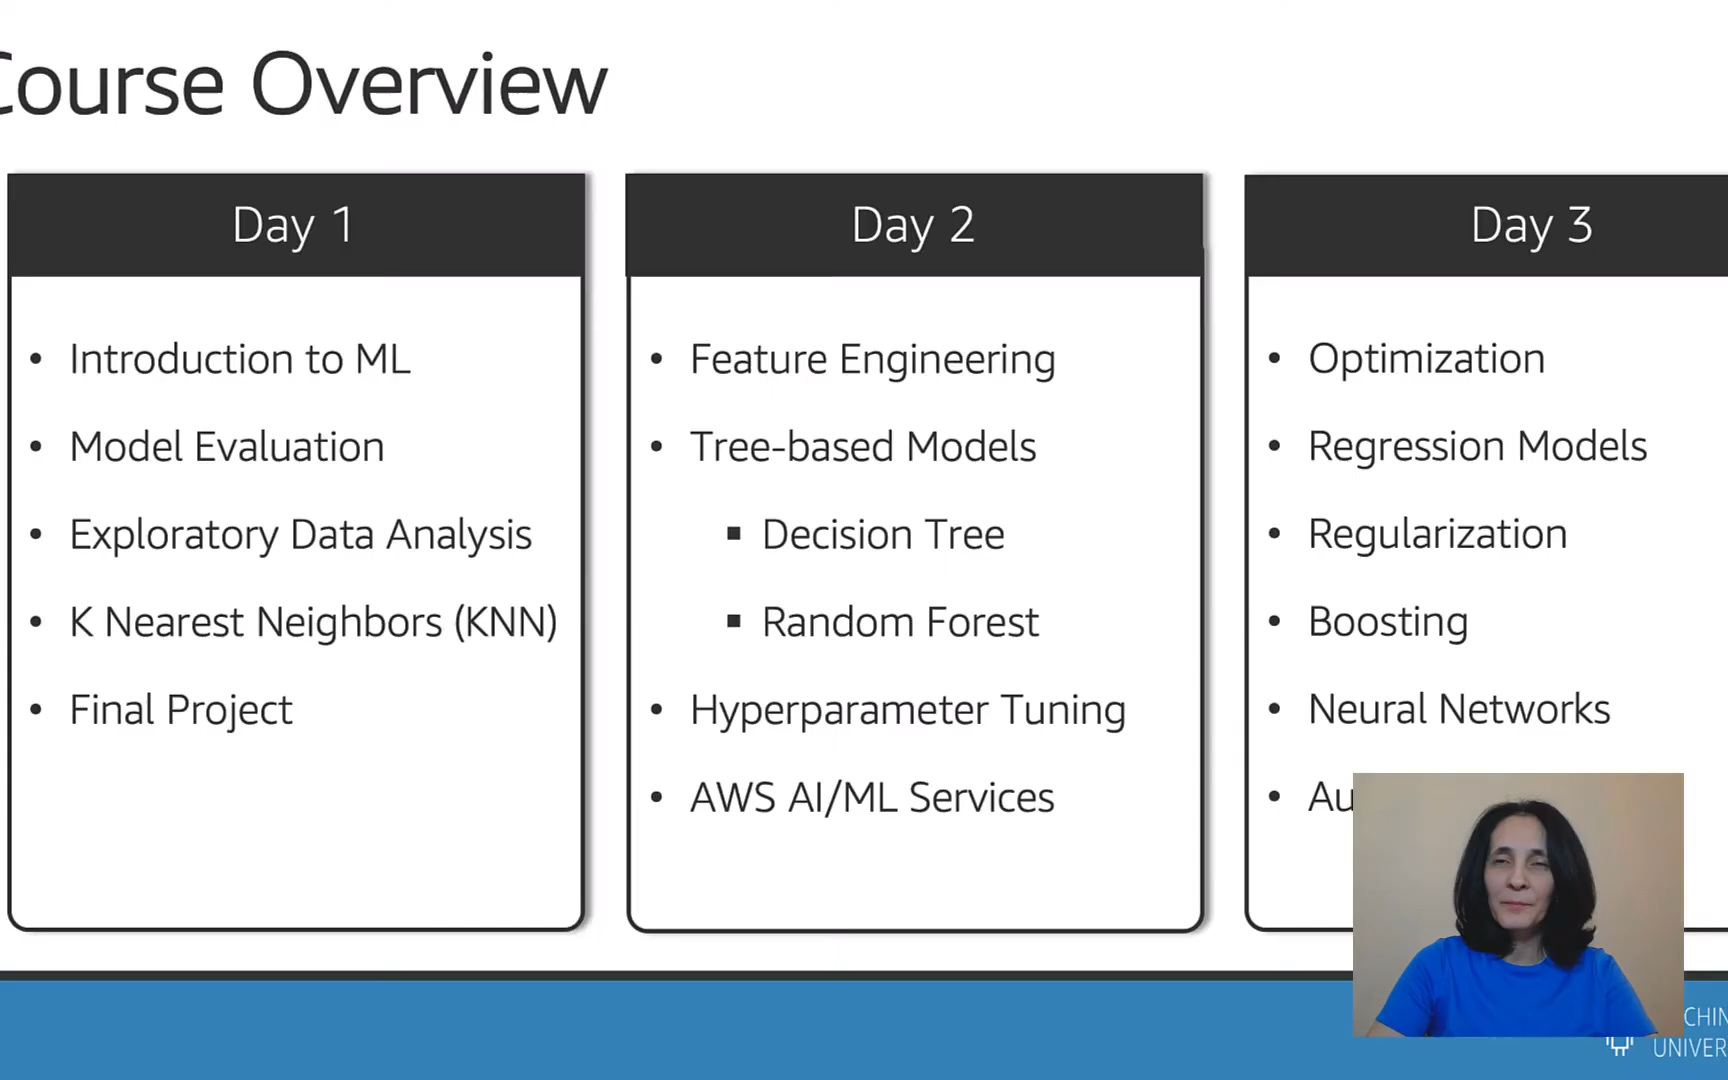 Course Overview
Day 1
Introduction to ML
Model Evaluation
Exploratory Data Analysis
K Nearest Neighbors (KNN)
Final Project
Day 2
Feature Engineering
Tree-based Models
Decision Tree
Random Forest
Hyperparameter Tuning
AWS AI/ML Services
Day 3
Optimization
Regression Models
Regularization
Boosting
Neural Networks